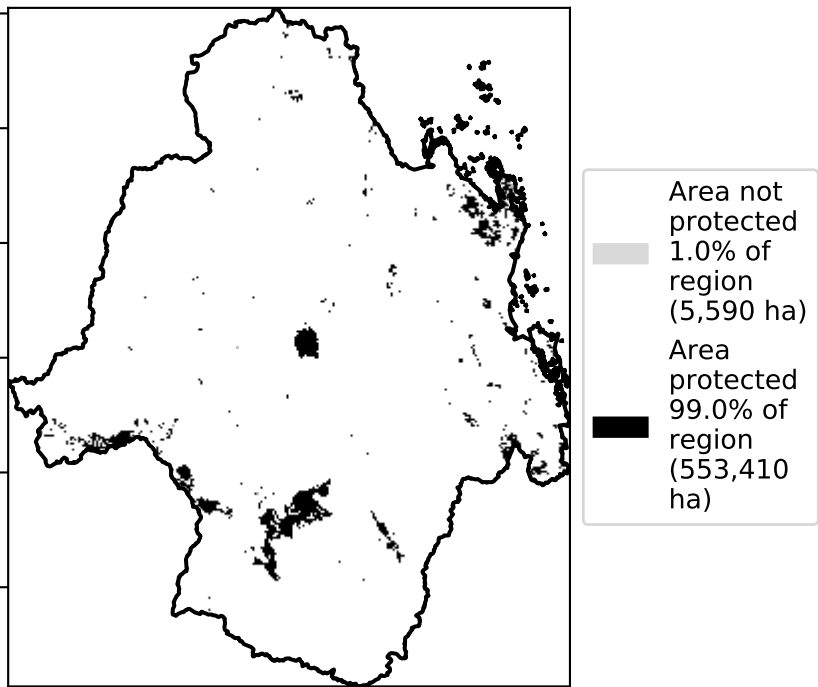 Area not
protected
1.0% of
region
(5,590 ha)
Area
protected
99.0% of
region
(553,410
ha)